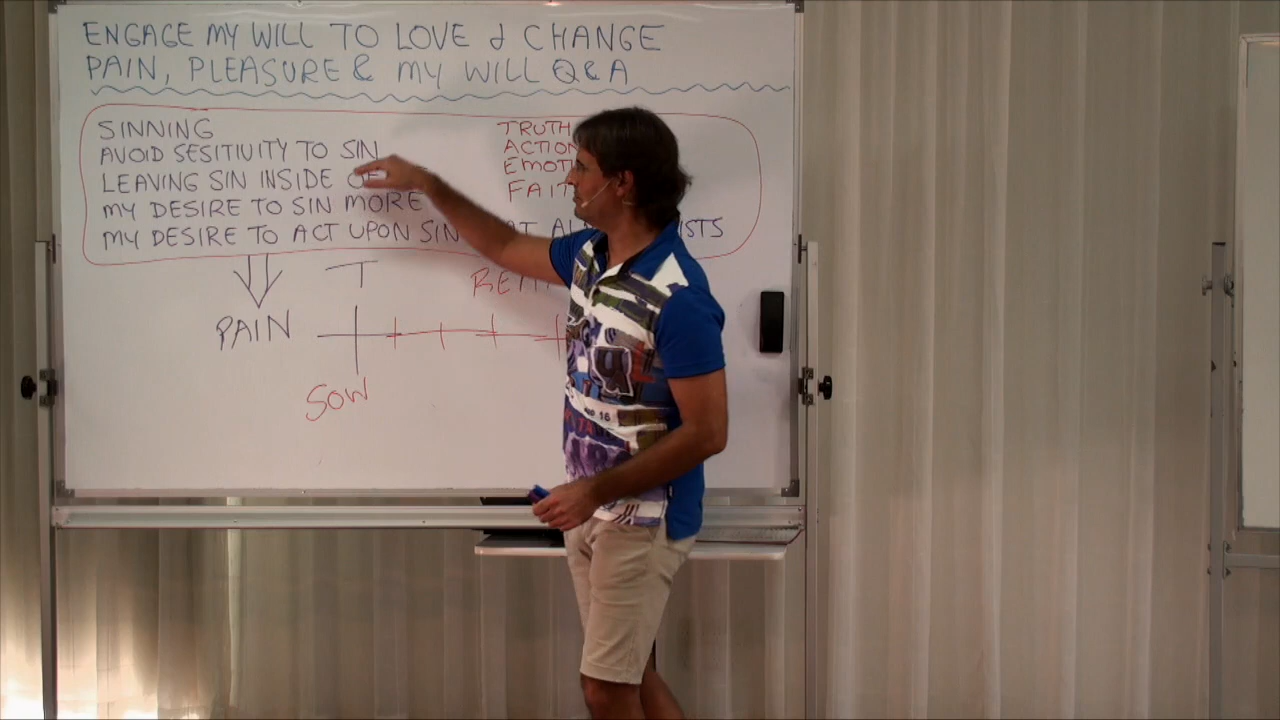 ENGAGE MY WILL TO LOVE & CHANGE
PAIN, PLEASURE & MY WILL Q&A
SINNING
AVOID SESITIVITY TO SIN
LEAVING SIN INSIDE
MY DESIRE TO SIN MORE
MY DESIRE TO ACT UPON SIN
TRUTH
ACTION
PAIN
T
SOW
16